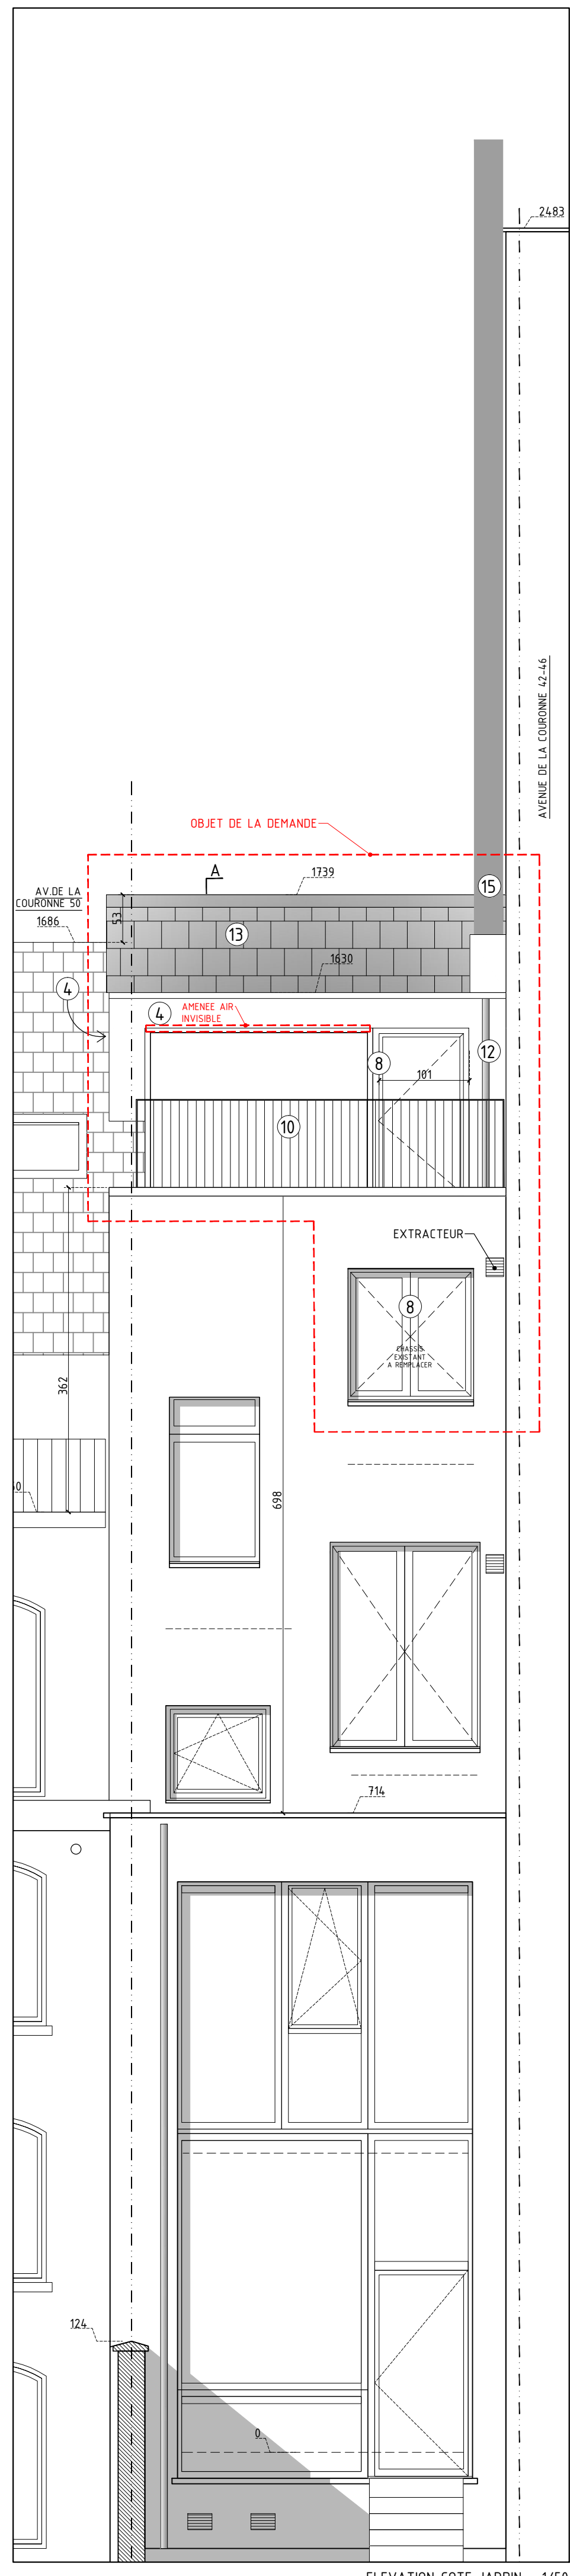 2483
AVENUE DE LA COURONNE 42-46
OBJET DE LA DEMANDE
A
1739
AV.DE LA
COURONNE 50
1686
53
15
13
1630
4
4
AMENEE AIR
INVISIBLE
8
12
101
10
EXTRACTEUR
8
CHASSIS
EXISTANT
A REMPLACER
362
698
714
124
0